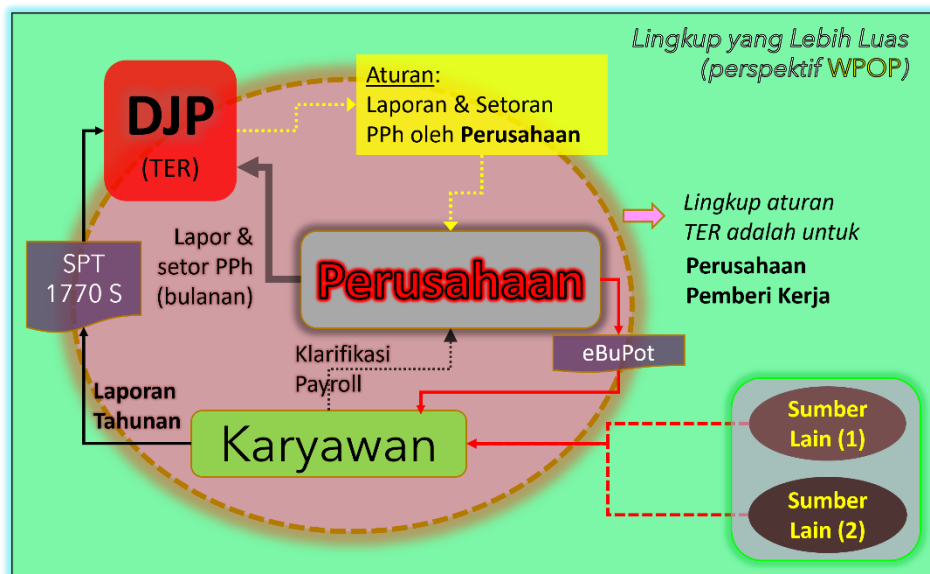 Lingkup yang Lebih Luas
(perspektif WPOP)
DJP
(TER)
Aturan:
Laporan & Setoran
PPh oleh Perusahaan
Lingkup aturan
TER adalah untuk
Perusahaan
Pemberi Kerja
Lapor &
setor PPh
(bulanan)
Perusahaan
SPT
1770 S
eBuPot
Klarifikasi
Payroll
Laporan
Tahunan
Karyawan
Sumber
Lain (1)
Sumber
Lain (2)